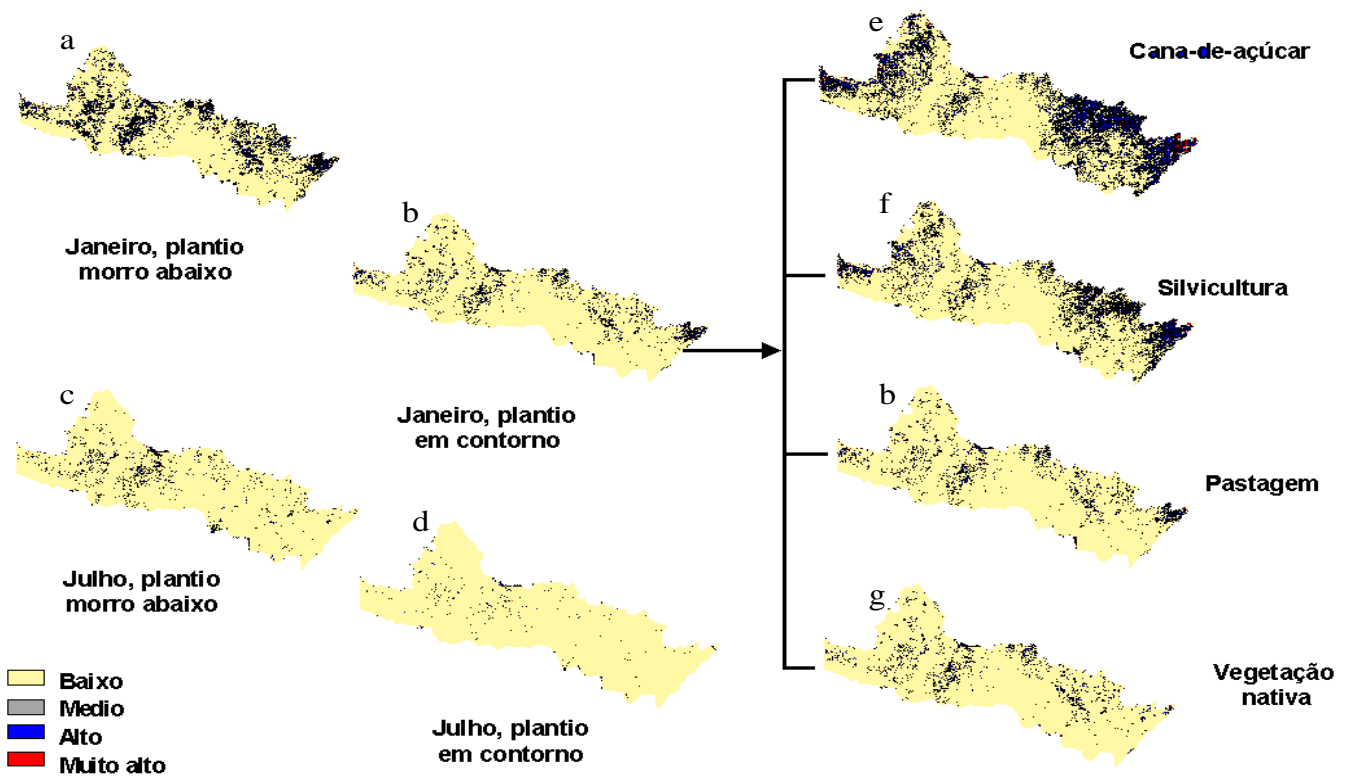 a
Janeiro, plantio
morro abaixo
b
Janeiro, plantio
em contorno
c
Julho, plantio
morro abaixo
d
Julho, plantio
em contorno
e
Cana-de-açúcar
f
Silvicultura
b
Pastagem
g
Vegetação
nativa
Baixo
Medio
Alto
Muito alto